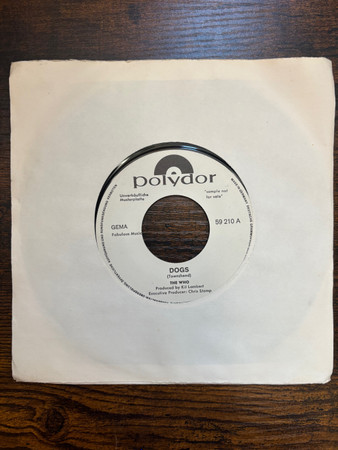 polydor
Unverkäufliche
Musterplatte
"sample not
for sale"
GEMA
59 210 A
Fabulous Music
DOGS
(Townshend)
THE WHO
Produced by Kit Lambert
Executive Producer: Chris Stamp